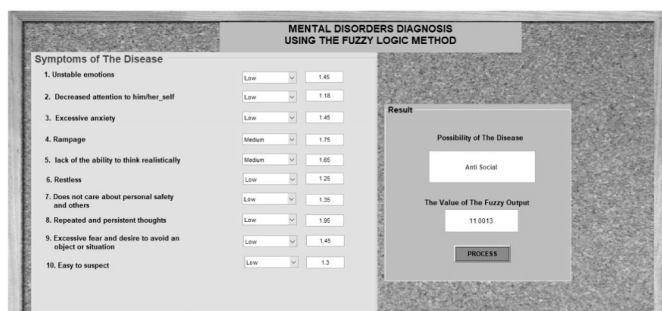 MENTAL DISORDERS DIAGNOSIS
USING THE FUZZY LOGIC METHOD
Symptoms of The Disease
1. Unstable emotions Low 1.45
2. Decreased attention to him/her_self Low 1.18
3. Excessive anxiety Low 1.45
4. Rampage Medium 1.75
5. lack of the ability to think realistically Medium 1.65
6. Restless Low 1.25
7. Does not care about personal safety
and others Low 1.35
8. Repeated and persistent thoughts Low 1.95
9. Excessive fear and desire to avoid an
object or situation Low 1.45
10. Easy to suspect Low 1.3
Result
Possibility of The Disease
Anti Social
The Value of The Fuzzy Output
11.0013
PROCESS